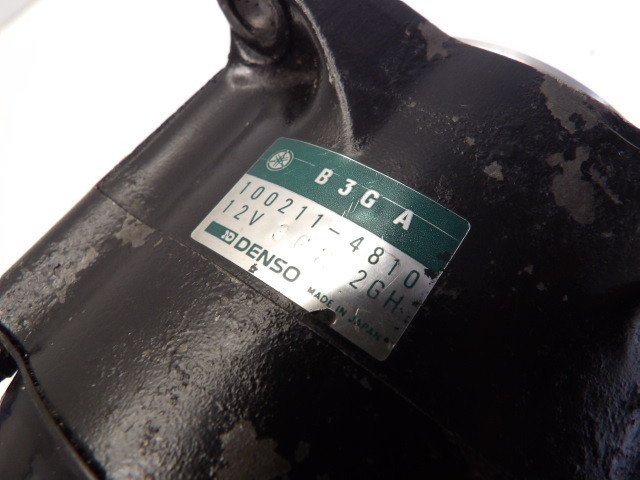 B3GA
100211-4810
12V 2GH
DENSO
MADE IN JAPAN